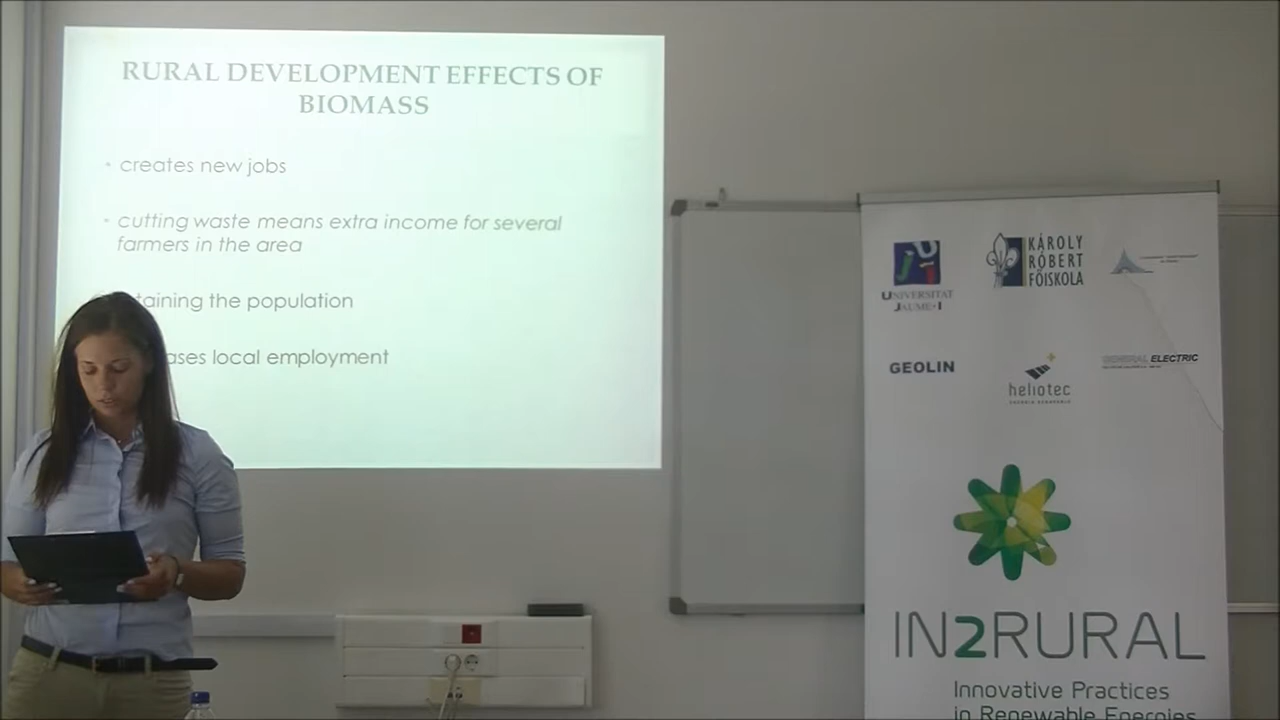 RURAL DEVELOPMENT EFFECTS OF
BIOMASS
creates new jobs
cutting waste means extra income for several
farmers in the area
taining the population
ases local employment
UNIVERSITAT
JAUME·I
KÁROLY
RÓBERT
FŐISKOLA
GEOLIN
heliotec
GENERAL ELECTRIC
IN2RURAL
Innovative Practices
in Renewable Energies